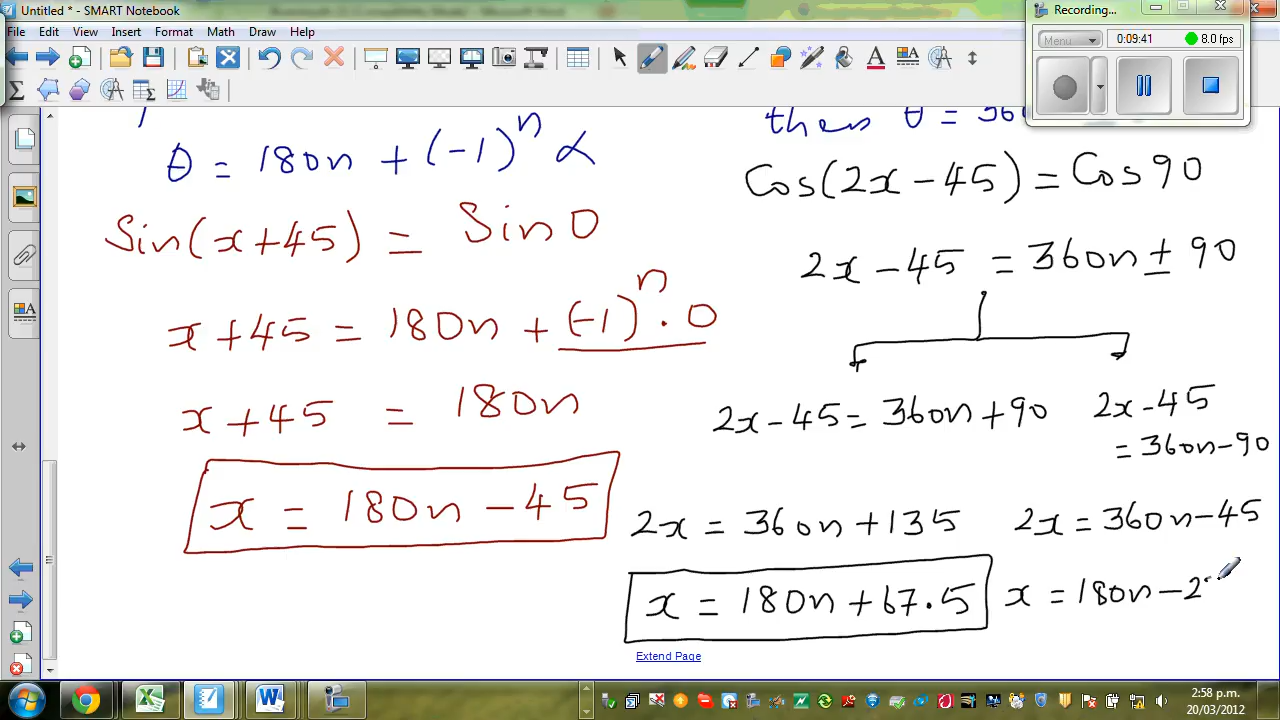 Untitled * - SMART Notebook
Recording...
File Edit View Insert Format Math Draw Help
Menu
0:09:41
8.0 fps
θ = 180n + (-1)^n α
Sin(x+45) = Sin 0
x+45 = 180n + (-1)^n . 0
x+45 = 180n
x = 180n - 45
then θ = 36
Cos(2x - 45) = Cos 90
2x - 45 = 360n ± 90
2x - 45 = 360n + 90
2x - 45
= 360n - 90
2x = 360n + 135
2x = 360n - 45
x = 180n + 67.5
x = 180n - 2
Extend Page
2:58 p.m.
20/03/2012